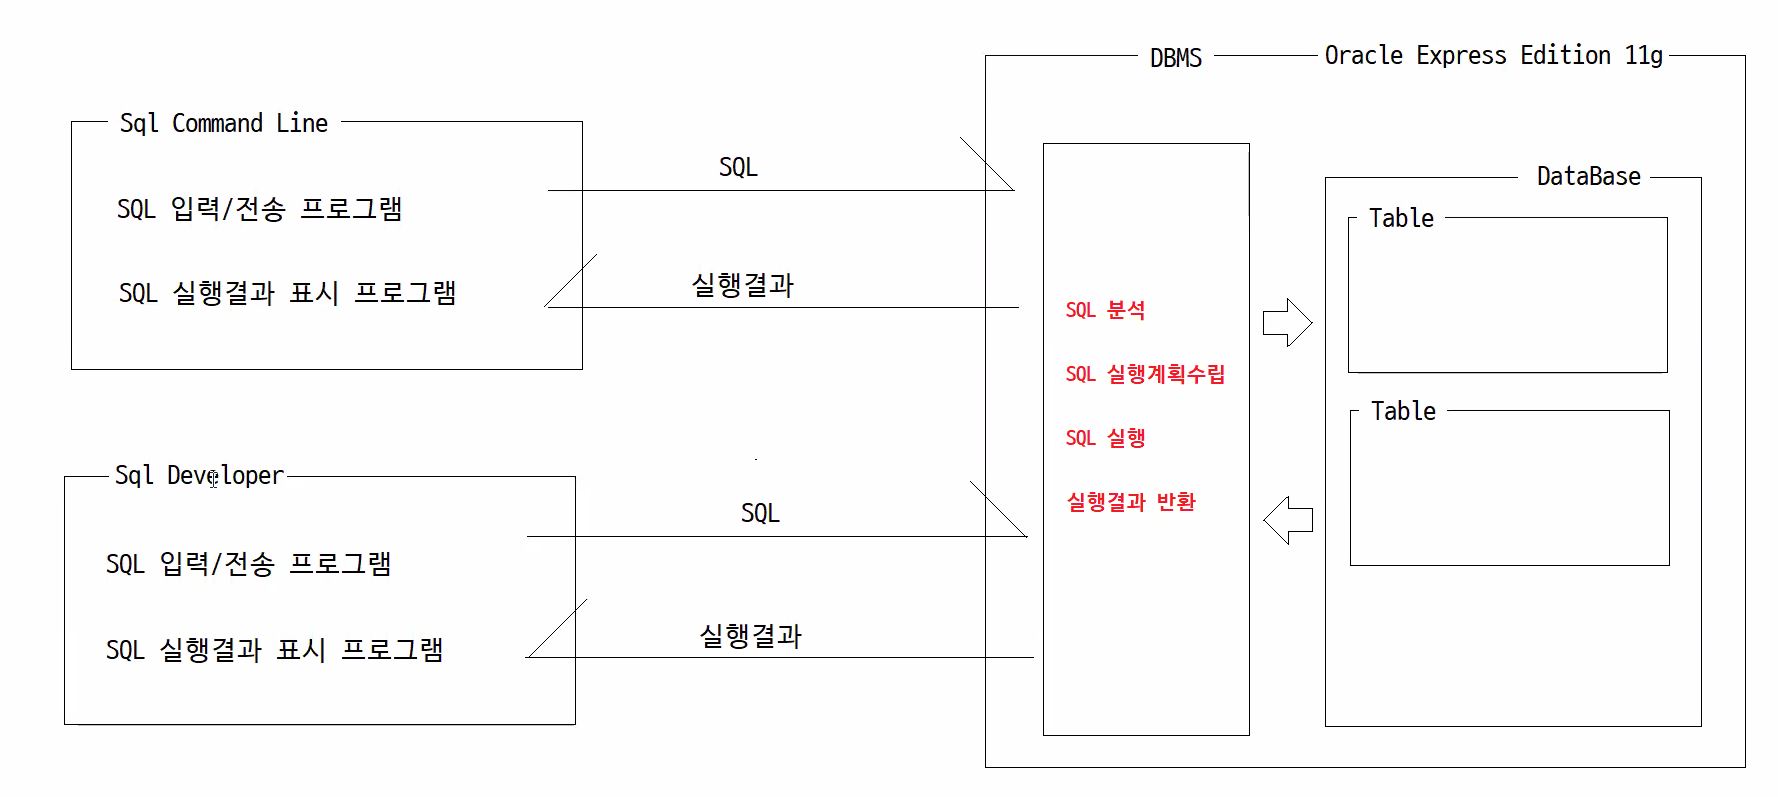 DBMS
Oracle Express Edition 11g
Sql Command Line
SQL 입력/전송 프로그램
SQL 실행결과 표시 프로그램
SQL
실행결과
Sql Developer
SQL 입력/전송 프로그램
SQL 실행결과 표시 프로그램
SQL
실행결과
SQL 분석
SQL 실행계획수립
SQL 실행
실행결과 반환
DataBase
Table
Table